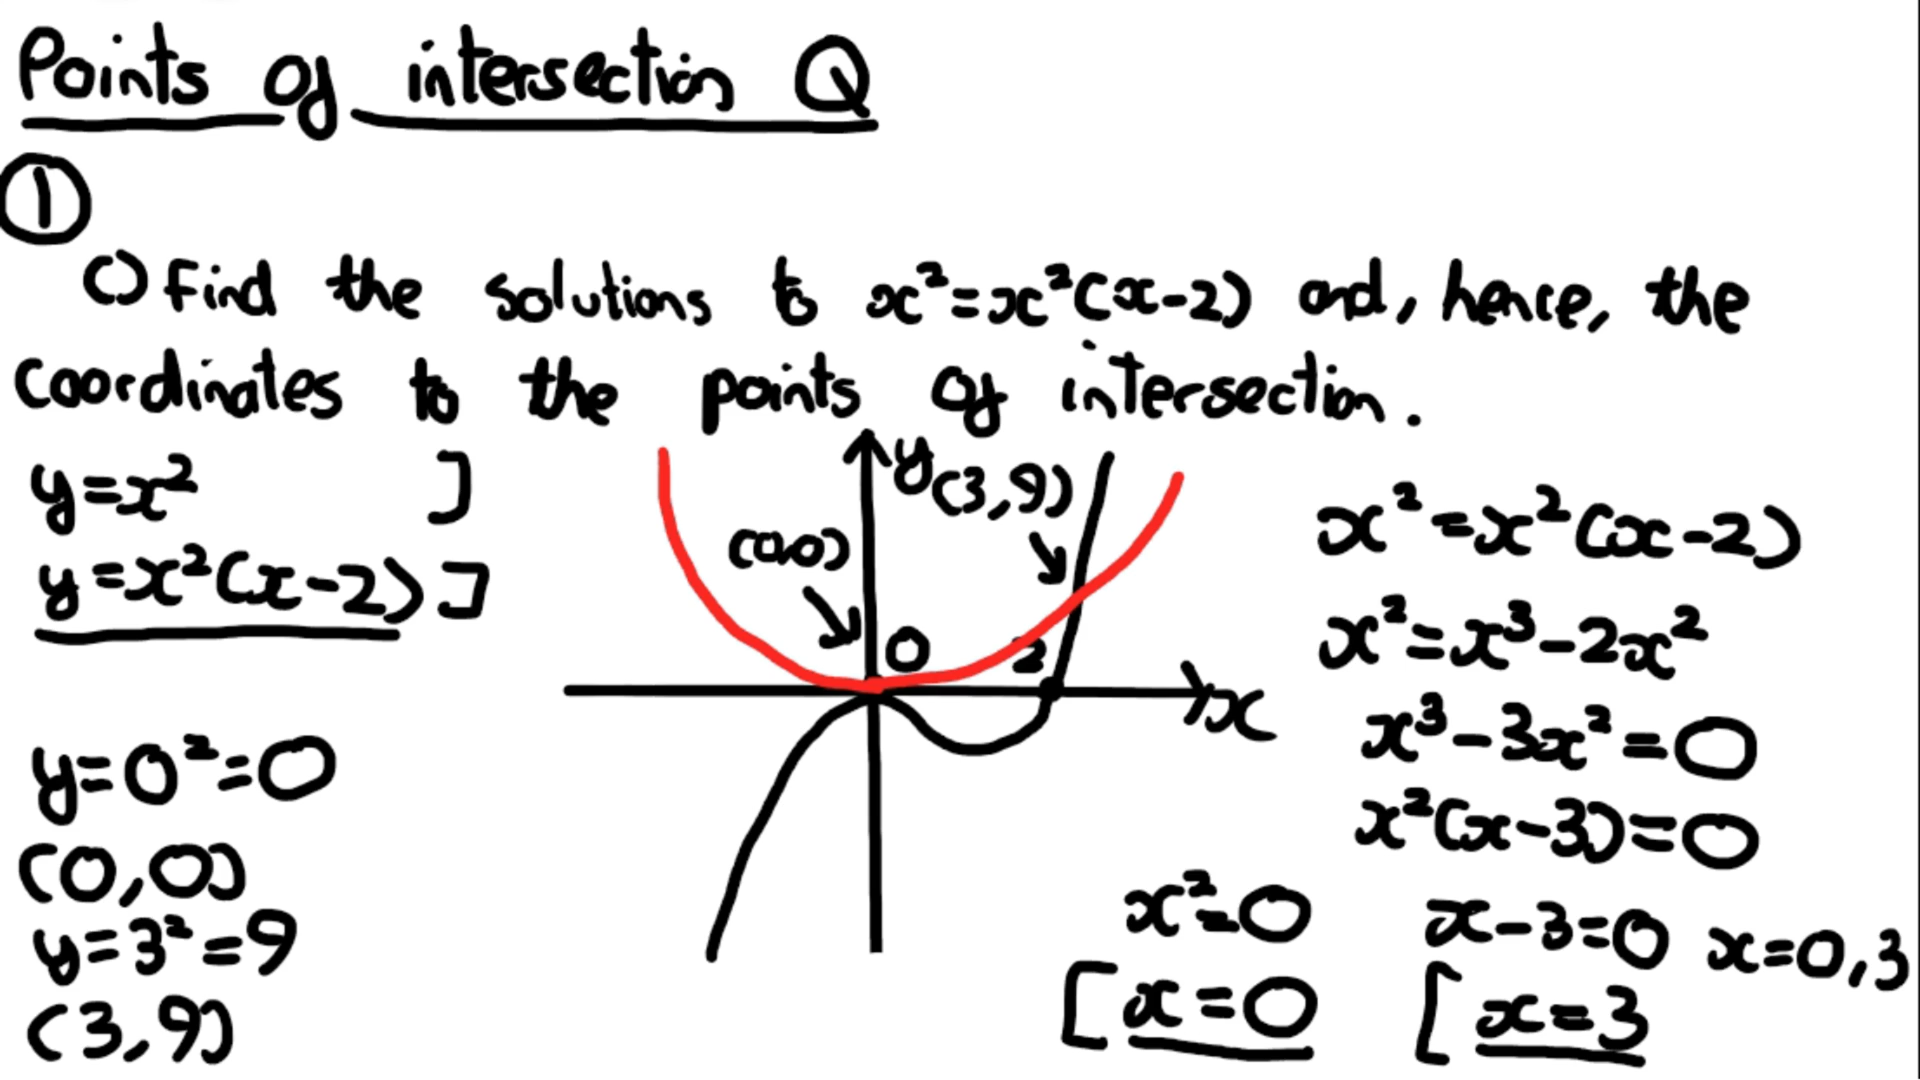 Points of intersection Q
①
c) Find the solutions to x²=x²(x-2) and, hence, the
coordinates to the points of intersection.
y=x² ]
y=x²(x-2) ]
y=0²=0
(0,0)
y=3²=9
(3,9)
y
(3,9)
(0,0)
0
2
x
x²=x²(x-2)
x²=x³-2x²
x³-3x²=0
x²(x-3)=0
x²=0 x-3=0 x=0,3
[x=0 [x=3